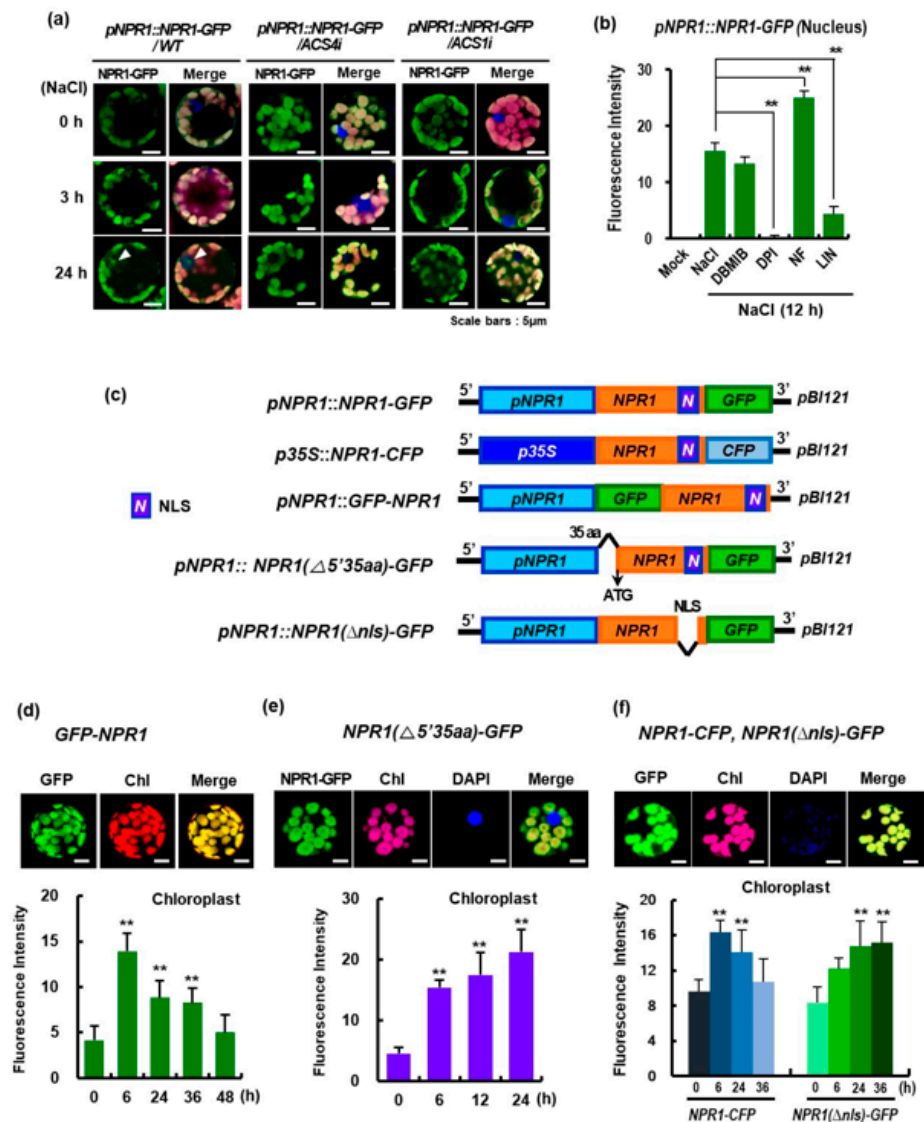 (a)
pNPR1::NPR1-GFP /WT
pNPR1::NPR1-GFP /ACS4i
pNPR1::NPR1-GFP /ACS1i
NPR1-GFP Merge NPR1-GFP Merge NPR1-GFP Merge
(NaCl)
0 h
3 h
24 h
Scale bars : 5μm
(b)
pNPR1::NPR1-GFP (Nucleus)
Fluorescence Intensity
30
20
10
0
**
**
**
Mock NaCl DBMIB DPI NF LIN
NaCl (12 h)
(c)
pNPR1::NPR1-GFP 5' pNPR1 NPR1 N GFP 3' pBI121
p35S::NPR1-CFP 5' p35S NPR1 N CFP 3' pBI121
N NLS
pNPR1::GFP-NPR1 5' pNPR1 GFP NPR1 N 3' pBI121
35 aa
pNPR1:: NPR1(△5'35aa)-GFP 5' pNPR1 NPR1 N GFP 3' pBI121
ATG
NLS
pNPR1::NPR1(Δnls)-GFP 5' pNPR1 NPR1 GFP 3' pBI121
(d)
GFP-NPR1
GFP Chl Merge
Chloroplast
Fluorescence Intensity
20
15
10
5
0
** ** **
0 6 24 36 48 (h)
(e)
NPR1(△5'35aa)-GFP
NPR1-GFP Chl DAPI Merge
Chloroplast
Fluorescence Intensity
30
20
10
0
** ** **
0 6 12 24 (h)
(f)
NPR1-CFP, NPR1(Δnls)-GFP
GFP Chl DAPI Merge
Chloroplast
Fluorescence Intensity
20
16
12
8
0
** ** ** **
0 6 24 36 0 6 24 36 (h)
NPR1-CFP NPR1(Δnls)-GFP